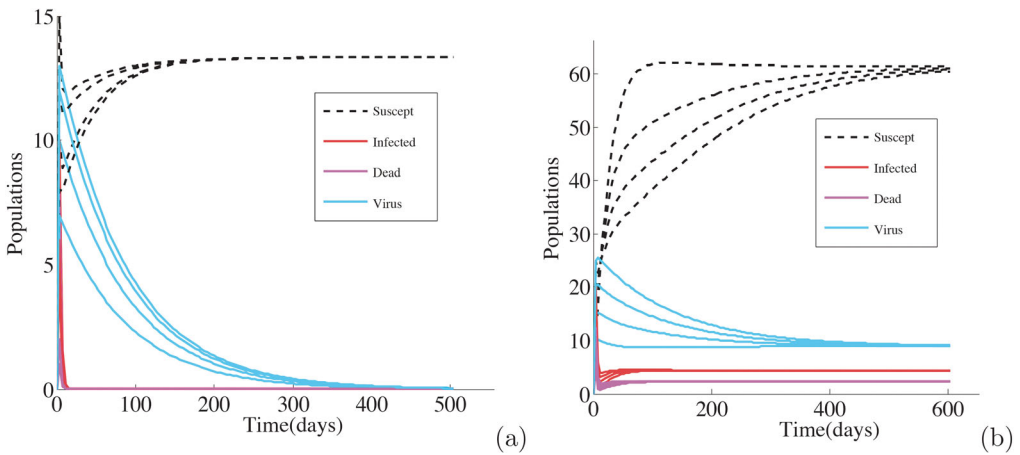 15
10
5
0
Populations
0 100 200 300 400 500
Time(days)
Suscept
Infected
Dead
Virus
(a)
60
50
40
30
20
10
0
Populations
0 200 400 600
Time(days)
Suscept
Infected
Dead
Virus
(b)